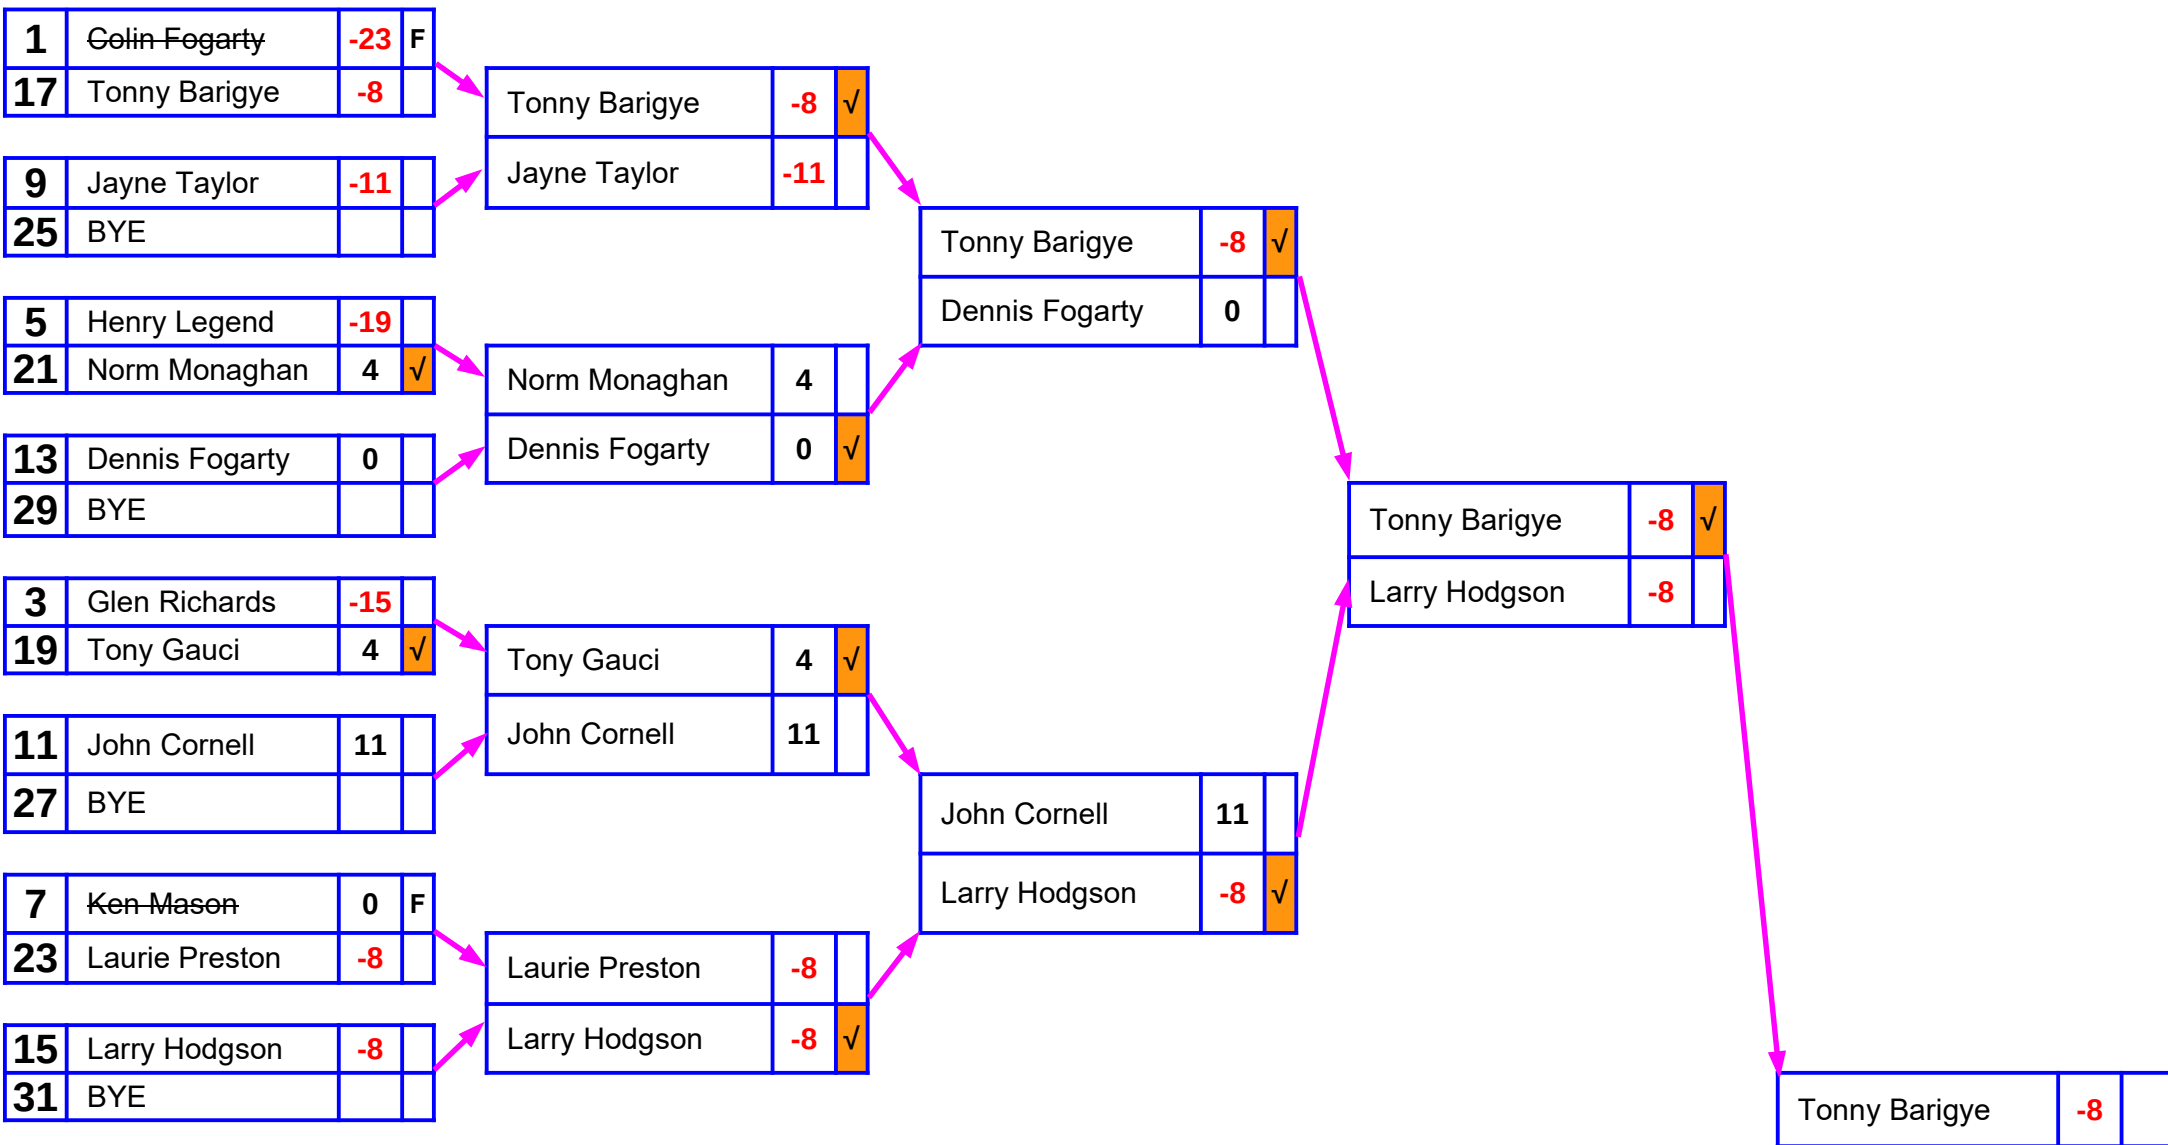 1 Colin Fogarty -23 F
17 Tonny Barigye -8
9 Jayne Taylor -11
25 BYE
5 Henry Legend -19
21 Norm Monaghan 4 √
13 Dennis Fogarty 0
29 BYE
3 Glen Richards -15
19 Tony Gauci 4 √
11 John Cornell 11
27 BYE
7 Ken Mason 0 F
23 Laurie Preston -8
15 Larry Hodgson -8
31 BYE
Tonny Barigye -8 √
Jayne Taylor -11
Norm Monaghan 4
Dennis Fogarty 0 √
Tony Gauci 4 √
John Cornell 11
Laurie Preston -8
Larry Hodgson -8 √
Tonny Barigye -8 √
Dennis Fogarty 0
John Cornell 11
Larry Hodgson -8 √
Tonny Barigye -8 √
Larry Hodgson -8
Tonny Barigye -8